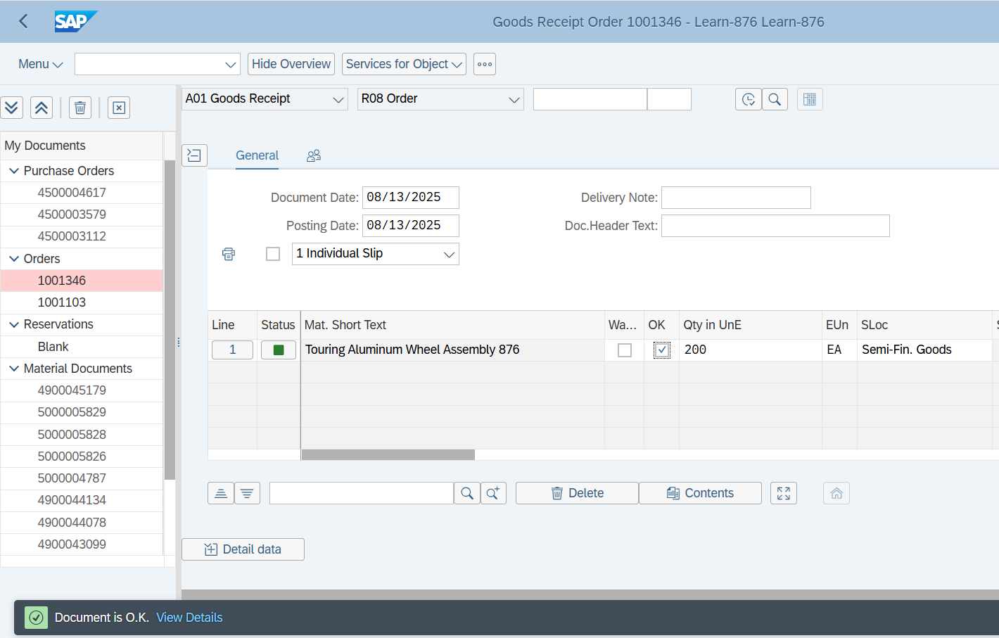 SAP
Goods Receipt Order 1001346 - Learn-876 Learn-876
Menu
Hide Overview
Services for Object
A01 Goods Receipt
R08 Order
My Documents
Purchase Orders
4500004617
4500003579
4500003112
Orders
1001346
1001103
Reservations
Blank
Material Documents
4900045179
5000005829
5000005828
5000005826
5000004787
4900044134
4900044078
4900043099
General
Document Date: 08/13/2025
Delivery Note:
Posting Date: 08/13/2025
Doc.Header Text:
1 Individual Slip
Line Status Mat. Short Text Wa... OK Qty in UnE EUn SLoc S
1 Touring Aluminum Wheel Assembly 876 200 EA Semi-Fin. Goods
Delete
Contents
Detail data
Document is O.K. View Details